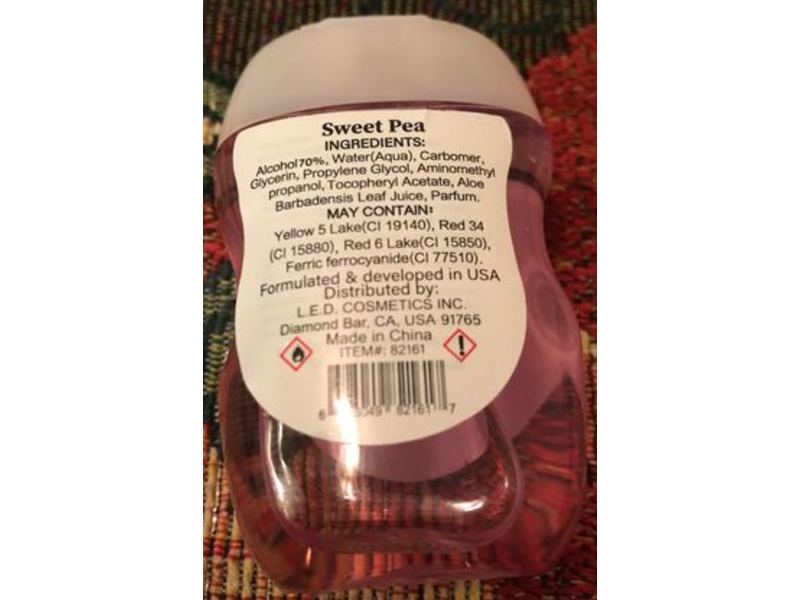 Sweet Pea
INGREDIENTS:
Alcohol70%, Water(Aqua), Carbomer,
Glycerin, Propylene Glycol, Aminomethyl
propanol, Tocopheryl Acetate, Aloe
Barbadensis Leaf Juice, Parfum.
MAY CONTAIN:
Yellow 5 Lake(CI 19140), Red 34
(CI 15880), Red 6 Lake(CI 15850),
Ferric ferrocyanide(CI 77510).
Formulated & developed in USA
Distributed by:
L.E.D. COSMETICS INC.
Diamond Bar, CA, USA 91765
Made in China
ITEM#: 82161
82161 7